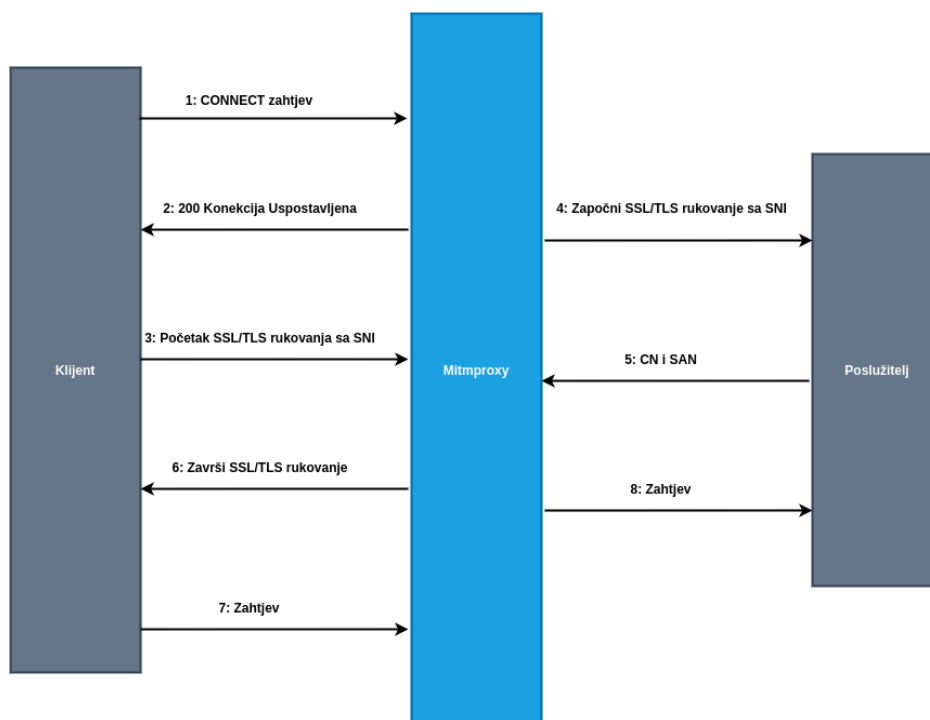 1: CONNECT zahtjev
2: 200 Konekcija Uspostavljena
4: Započni SSL/TLS rukovanje sa SNI
3: Početak SSL/TLS rukovanja sa SNI
5: CN i SAN
Klijent
Mitmproxy
Poslužitelj
6: Završi SSL/TLS rukovanje
8: Zahtjev
7: Zahtjev